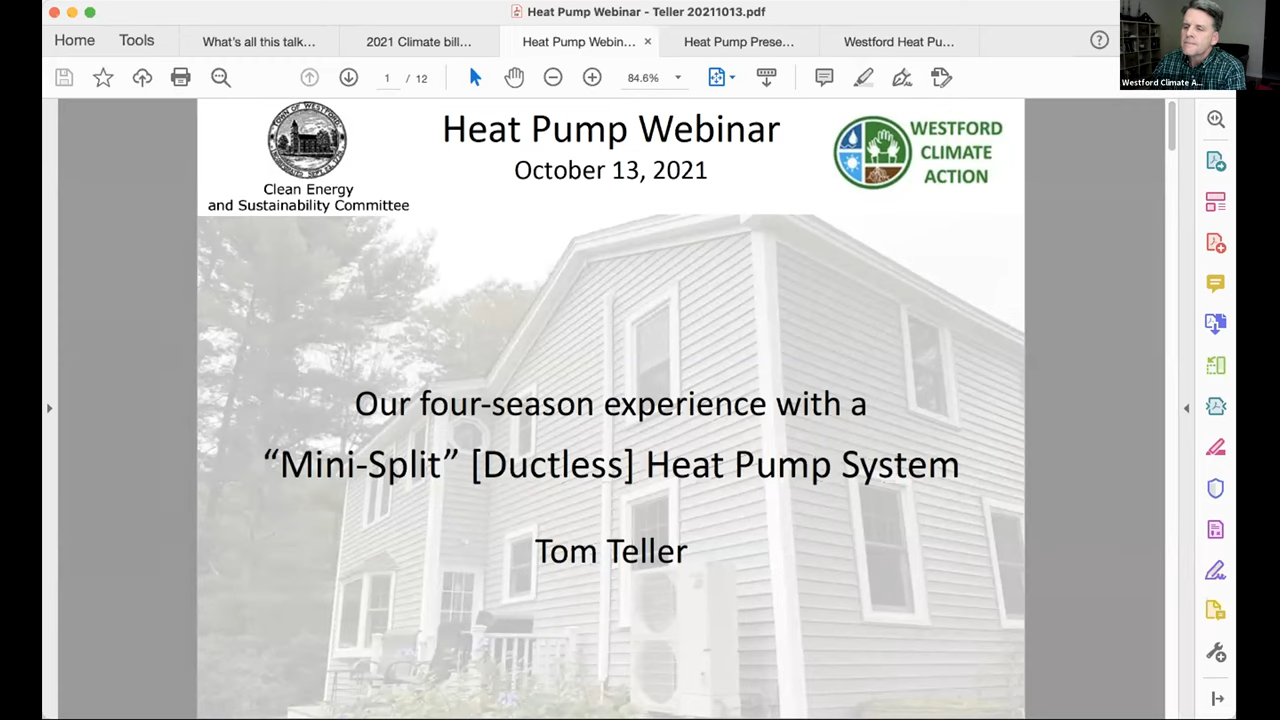 Heat Pump Webinar - Teller 20211013.pdf
Home
Tools
What's all this talk...
2021 Climate bill...
Heat Pump Webin...
Heat Pump Prese...
Westford Heat Pu...
1 / 12
84.6%
Westford Climate A...
TOWN OF WESTFORD
Clean Energy
and Sustainability Committee
Heat Pump Webinar
October 13, 2021
WESTFORD
CLIMATE
ACTION
Our four-season experience with a
“Mini-Split” [Ductless] Heat Pump System
Tom Teller